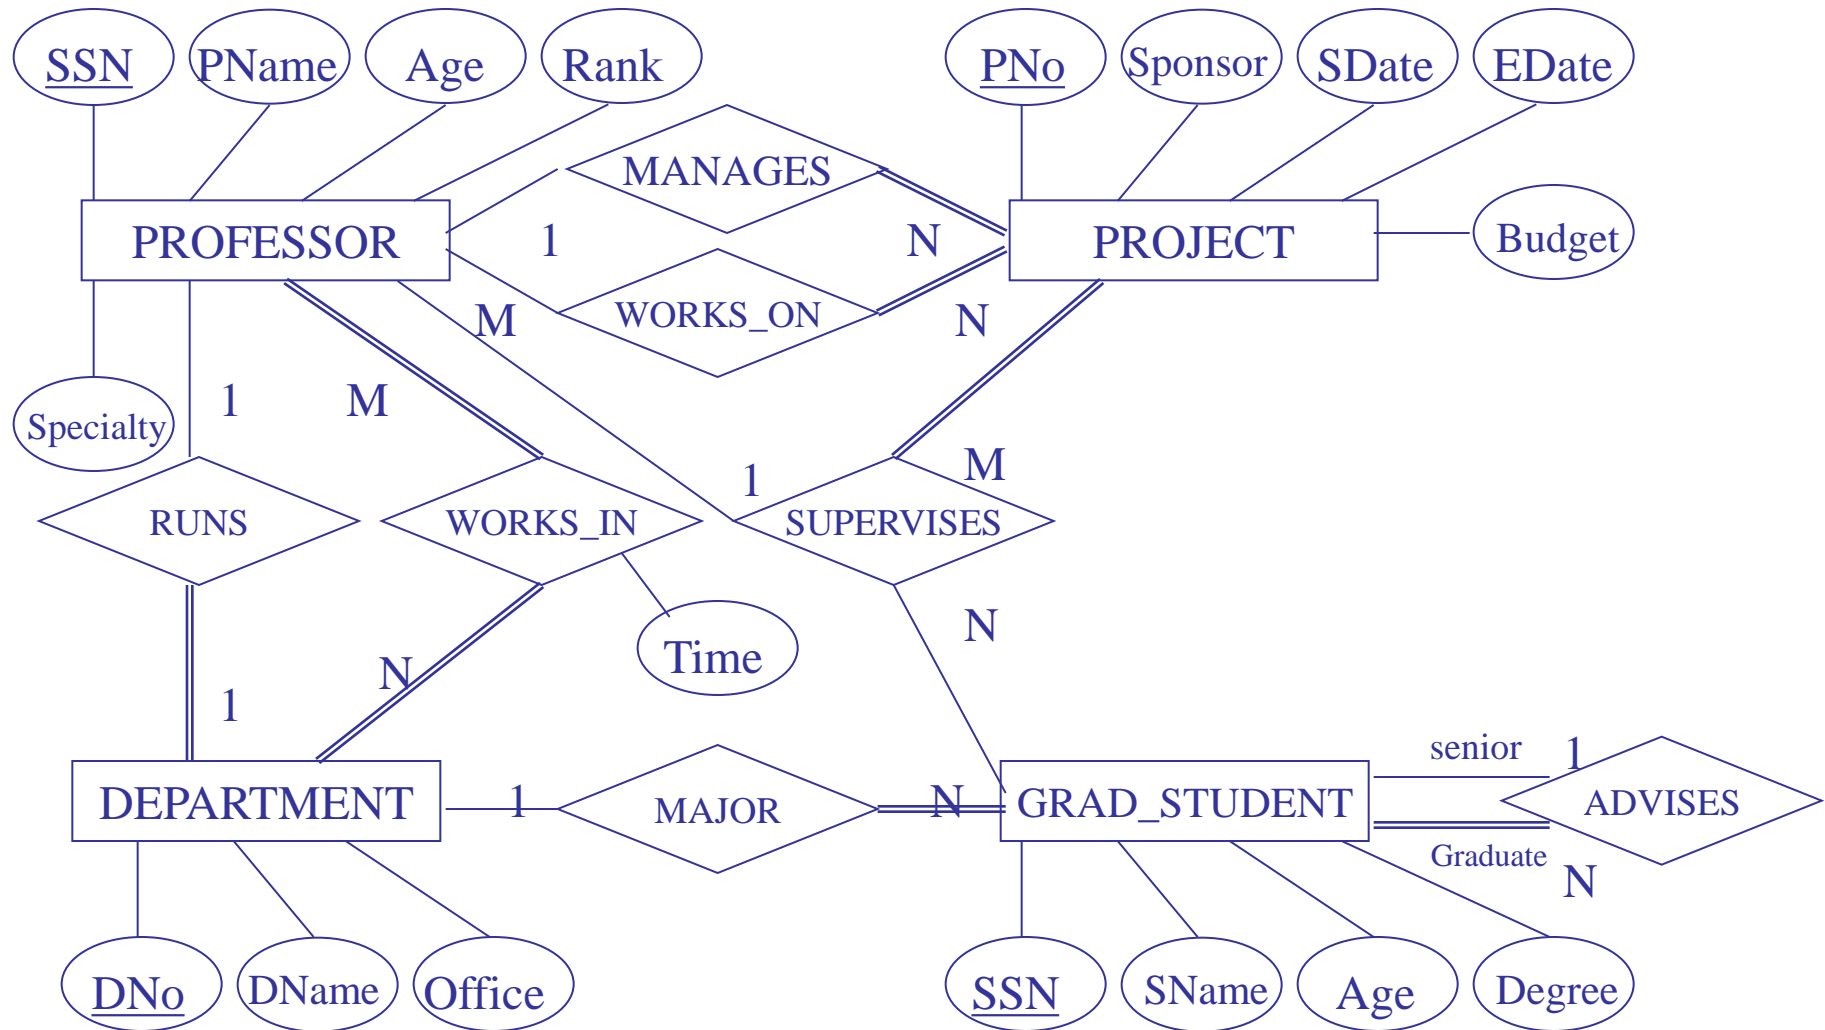 SSN PName Age Rank PNo Sponsor SDate EDate
MANAGES
PROFESSOR 1 N PROJECT Budget
M WORKS_ON N
Specialty 1 M
1 M
RUNS WORKS_IN SUPERVISES
N
Time
N
1
senior 1
DEPARTMENT 1 MAJOR N GRAD_STUDENT ADVISES
Graduate N
DNo DName Office SSN SName Age Degree